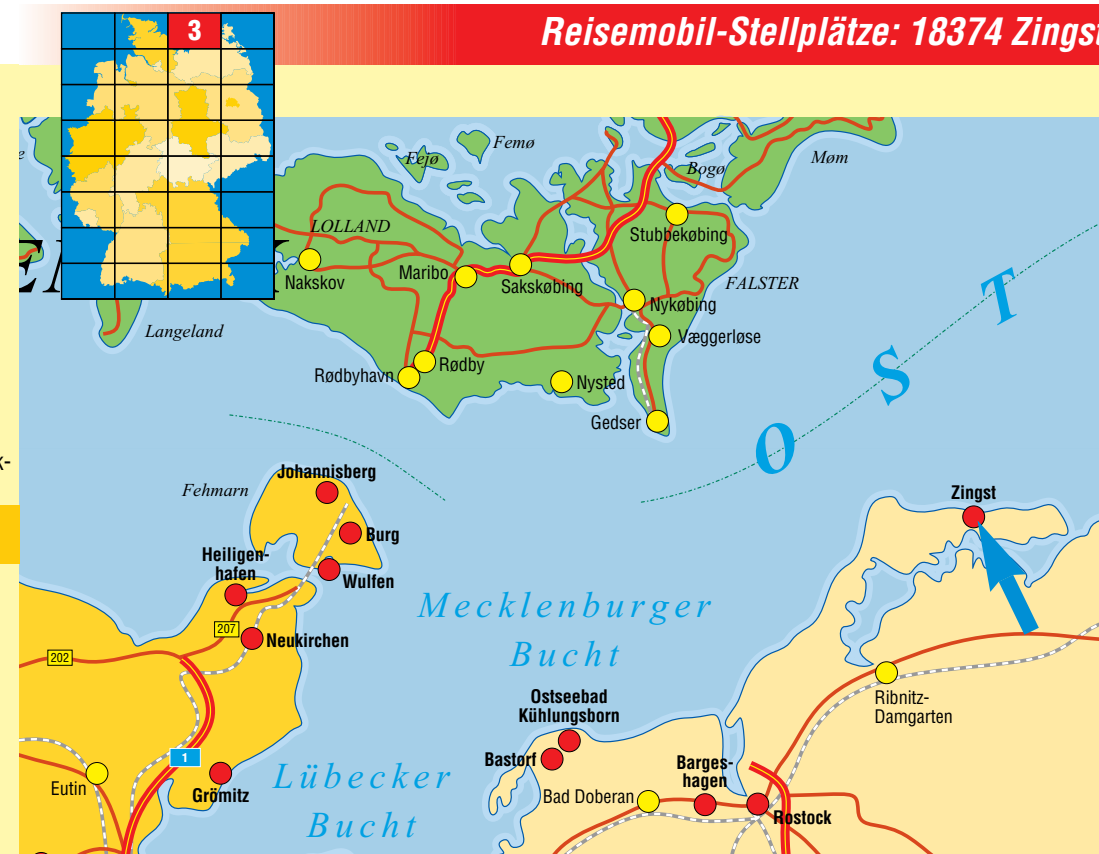 3
Reisemobil-Stellplätze: 18374 Zingst
Femø
Fejø
Møm
Bogø
LOLLAND
Stubbekøbing
Maribo
Nakskov
Sakskøbing
FALSTER
Nykøbing
Langeland
Væggerløse
Rødby
Rødbyhavn
Nysted
Gedser
O S T
k-
Johannisberg
Fehmarn
Zingst
Burg
Heiligen-
hafen
Wulfen
Mecklenburger
Bucht
207
Neukirchen
202
Ostseebad
Kühlungsborn
Ribnitz-
Damgarten
1
Bastorf
Barges-
hagen
Lübecker
Bucht
Eutin
Grömitz
Bad Doberan
Rostock